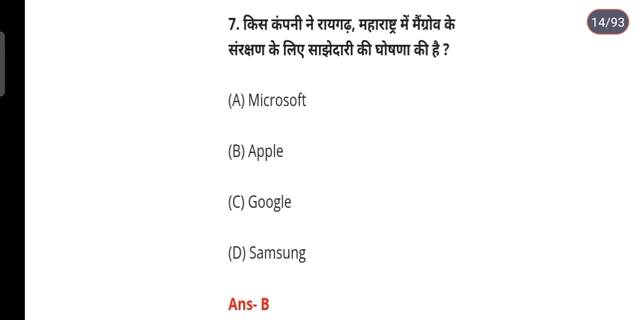 14/93
7. किस कंपनी ने रायगढ़, महाराष्ट्र में मैंग्रोव के
संरक्षण के लिए साझेदारी की घोषणा की है ?
(A) Microsoft
(B) Apple
(C) Google
(D) Samsung
Ans- B